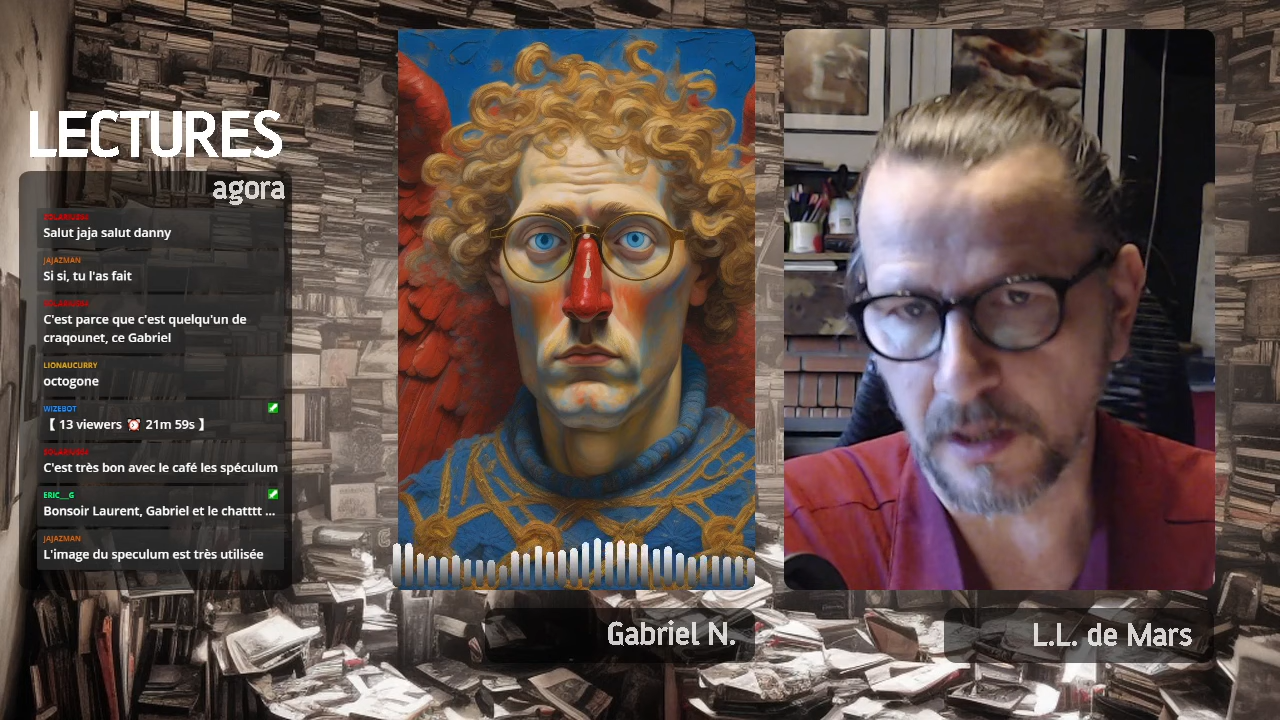 LECTURES
agora
Salut jaja salut danny
JAJAZMAN
Si si, tu l'as fait
C'est parce que c'est quelqu'un de
craqounet, ce Gabriel
LIONAUCURRY
octogone
WIZEBOT
【 13 viewers ⏰ 21m 59s 】
C'est très bon avec le café les spéculum
ERIC__G
Bonsoir Laurent, Gabriel et le chatttt ...
JAJAZMAN
L'image du speculum est très utilisée
Gabriel N.
L.L. de Mars